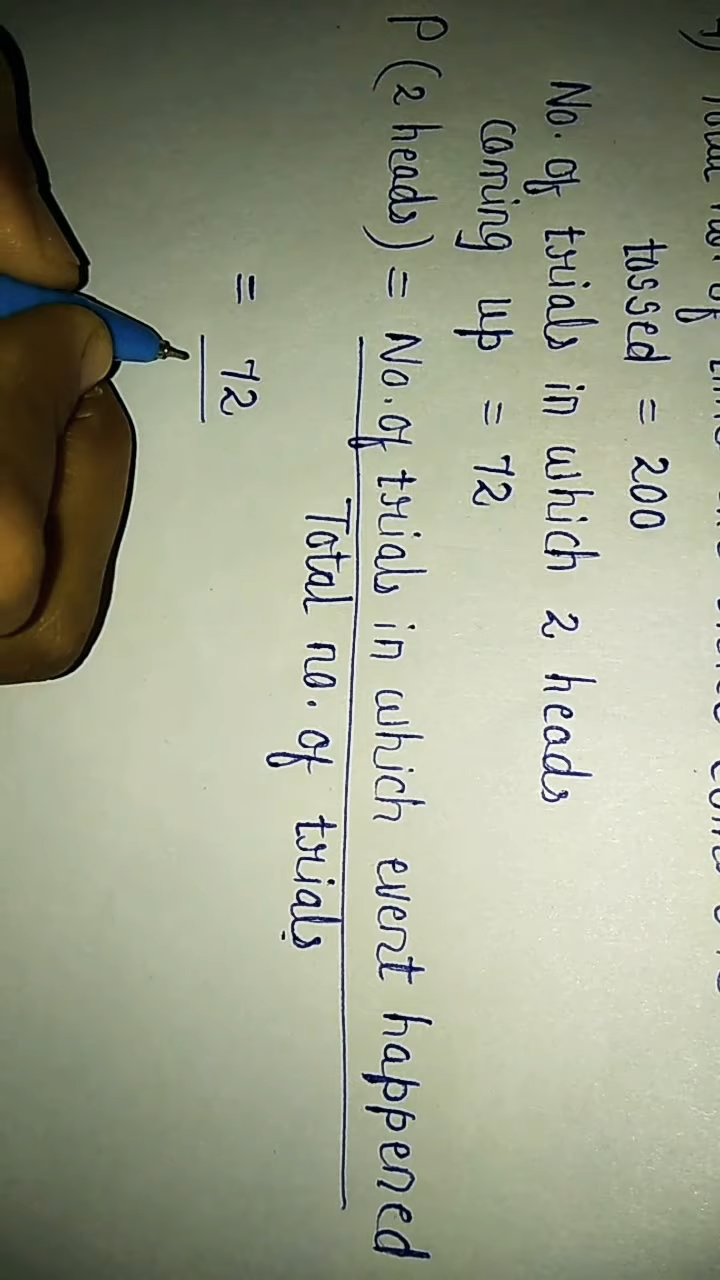 tossed = 200
No. of trials in which 2 heads
coming up = 72
P (2 heads) = No. of trials in which event happened
Total no. of trials
= 72